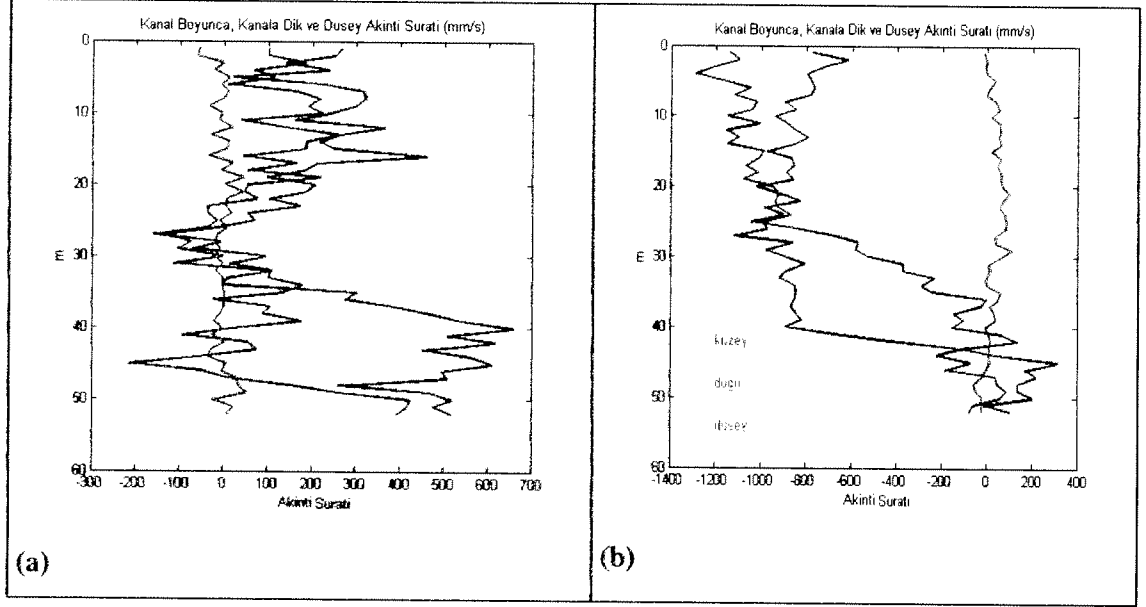 Kanal Boyunca, Kanala Dik ve Dusey Akinti Surati (mm/s)
0
10
20
30
40
50
60
m
-300 -200 -100 0 100 200 300 400 500 600 700
Akinti Surati
(a)
Kanal Boyunca, Kanala Dik ve Dusey Akinti Surati (mm/s)
0
10
20
30
40
50
60
m
kuzey
dogu
dusey
-1400 -1200 -1000 -800 -600 -400 -200 0 200 400
Akinti Surati
(b)